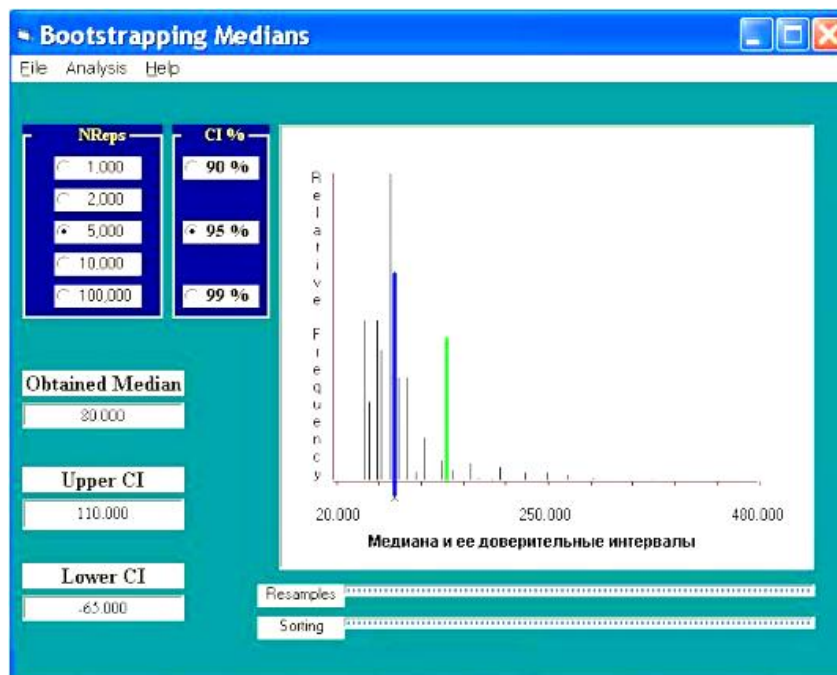 Bootstrapping Medians
File Analysis Help
NReps
1,000
2,000
5,000
10,000
100,000
CI %
90 %
95 %
99 %
Relative Frequency
20.000 250.000 480.000
Медиана и ее доверительные интервалы
Obtained Median
80.000
Upper CI
110.000
Lower CI
-65.000
Resamples
Sorting